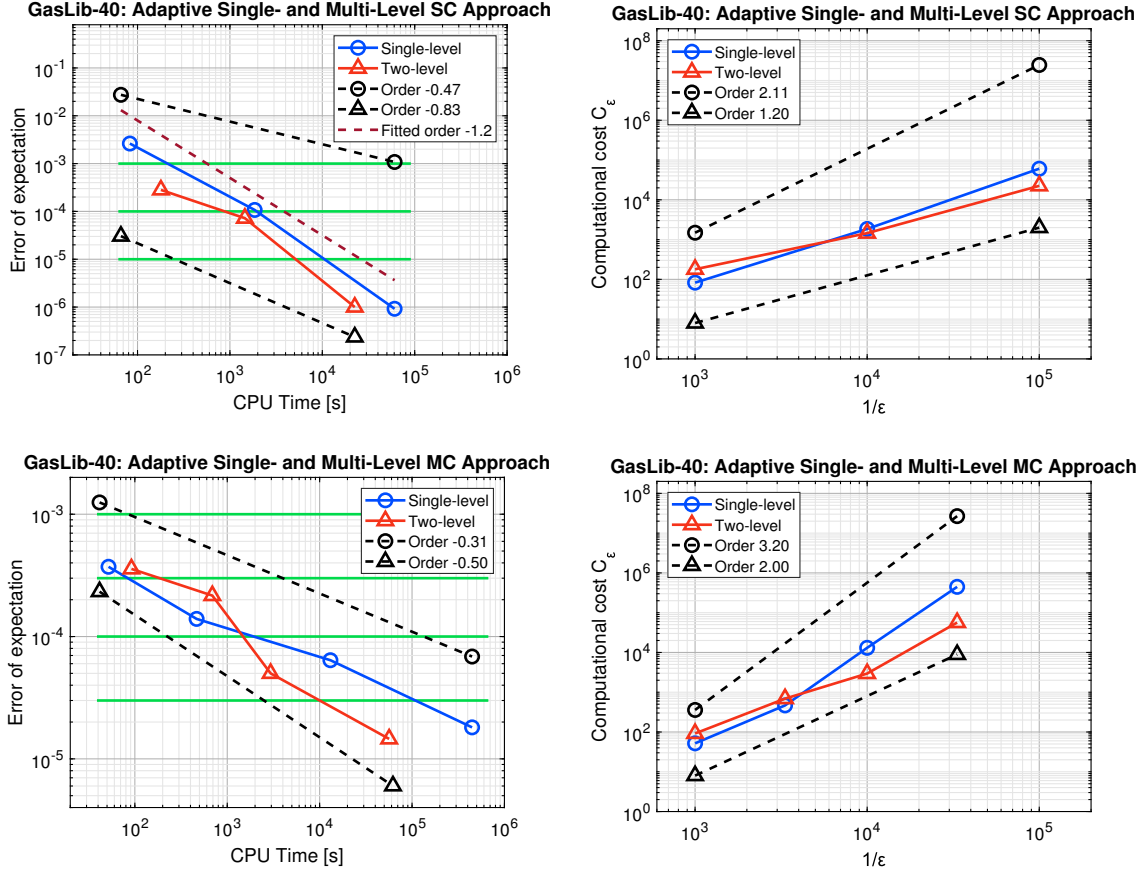 GasLib-40: Adaptive Single- and Multi-Level SC Approach
Error of expectation
10^-1
10^-2
10^-3
10^-4
10^-5
10^-6
10^-7
Single-level
Two-level
Order -0.47
Order -0.83
Fitted order -1.2
10^2
10^3
10^4
10^5
10^6
CPU Time [s]
GasLib-40: Adaptive Single- and Multi-Level SC Approach
Computational cost C_ε
10^8
10^6
10^4
10^2
10^0
Single-level
Two-level
Order 2.11
Order 1.20
10^3
10^4
10^5
1/ε
GasLib-40: Adaptive Single- and Multi-Level MC Approach
Error of expectation
10^-3
10^-4
10^-5
Single-level
Two-level
Order -0.31
Order -0.50
10^2
10^3
10^4
10^5
10^6
CPU Time [s]
GasLib-40: Adaptive Single- and Multi-Level MC Approach
Computational cost C_ε
10^8
10^6
10^4
10^2
10^0
Single-level
Two-level
Order 3.20
Order 2.00
10^3
10^4
10^5
1/ε